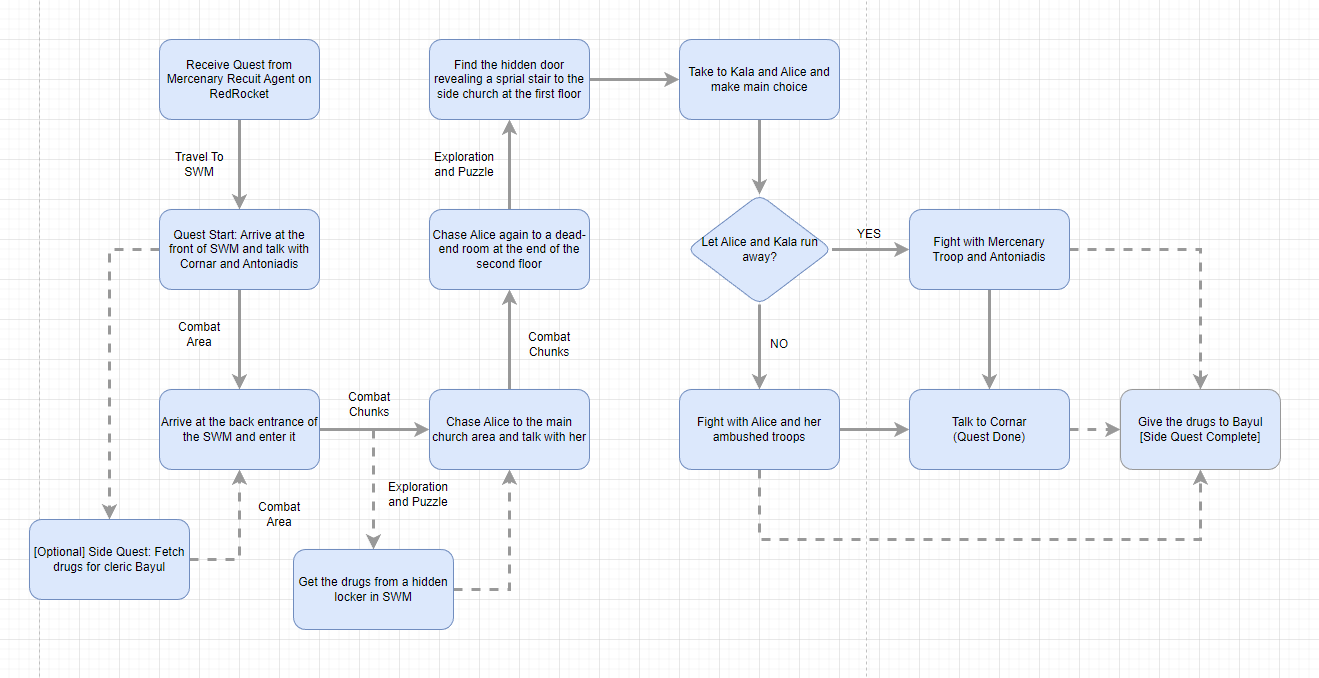 Receive Quest from
Mercenary Recuit Agent on
RedRocket
Travel To
SWM
Quest Start: Arrive at the
front of SWM and talk with
Cornar and Antoniadis
Combat
Area
Arrive at the back entrance of
the SWM and enter it
[Optional] Side Quest: Fetch
drugs for cleric Bayul
Combat
Area
Combat
Chunks
Exploration
and Puzzle
Get the drugs from a hidden
locker in SWM
Chase Alice to the main
church area and talk with her
Combat
Chunks
Chase Alice again to a dead-
end room at the end of the
second floor
Exploration
and Puzzle
Find the hidden door
revealing a sprial stair to the
side church at the first floor
Take to Kala and Alice and
make main choice
Let Alice and Kala run
away?
YES
Fight with Mercenary
Troop and Antoniadis
NO
Fight with Alice and her
ambushed troops
Talk to Cornar
(Quest Done)
Give the drugs to Bayul
[Side Quest Complete]